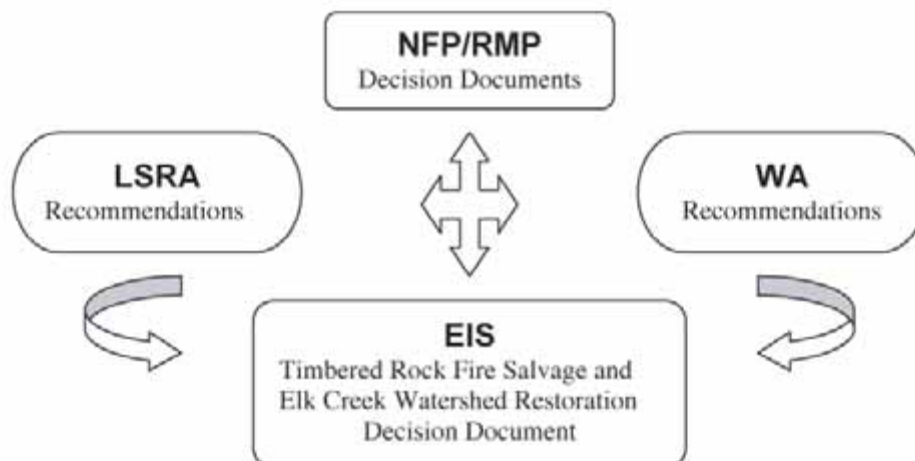 NFP/RMP
Decision Documents
LSRA
Recommendations
WA
Recommendations
EIS
Timbered Rock Fire Salvage and
Elk Creek Watershed Restoration
Decision Document